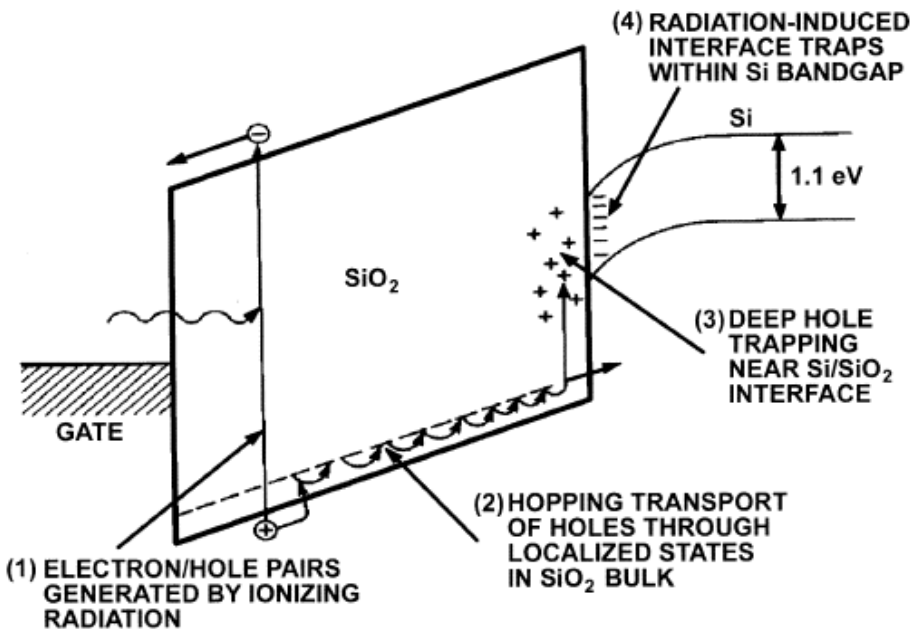 (4) RADIATION-INDUCED
INTERFACE TRAPS
WITHIN Si BANDGAP
Si
1.1 eV
SiO₂
(3) DEEP HOLE
TRAPPING
NEAR Si/SiO₂
INTERFACE
GATE
(2) HOPPING TRANSPORT
OF HOLES THROUGH
LOCALIZED STATES
IN SiO₂ BULK
(1) ELECTRON/HOLE PAIRS
GENERATED BY IONIZING
RADIATION